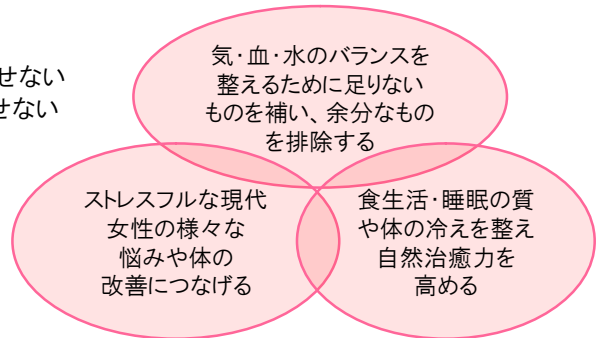 せない
せない
気・血・水のバランスを
整えるために足りない
ものを補い、余分なもの
を排除する
ストレスフルな現代
女性の様々な
悩みや体の
改善につなげる
食生活・睡眠の質
や体の冷えを整え
自然治癒力を
高める